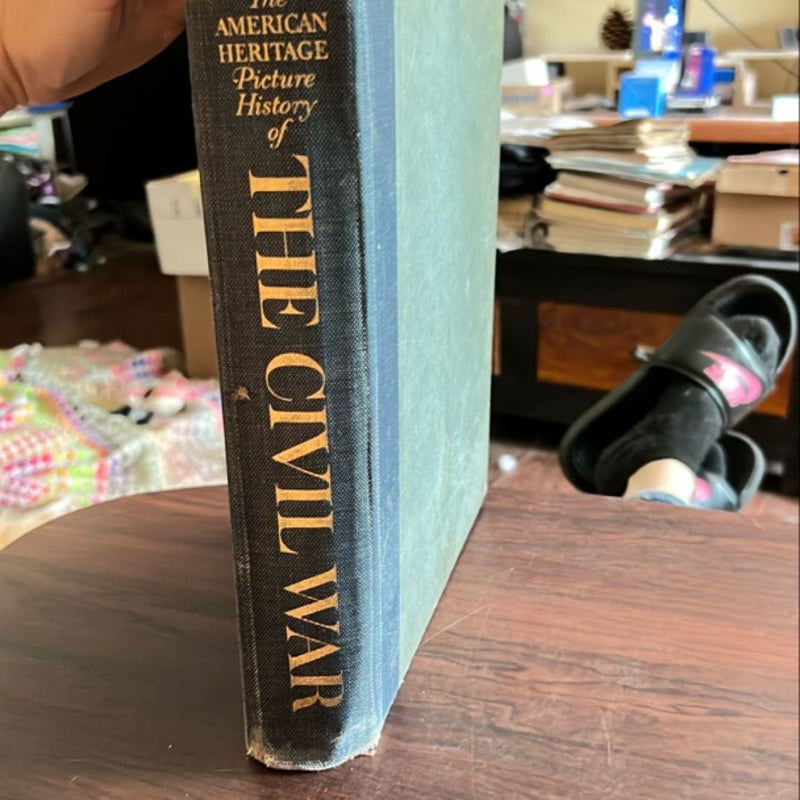 The
AMERICAN
HERITAGE
Picture
History
of
THE CIVIL WAR